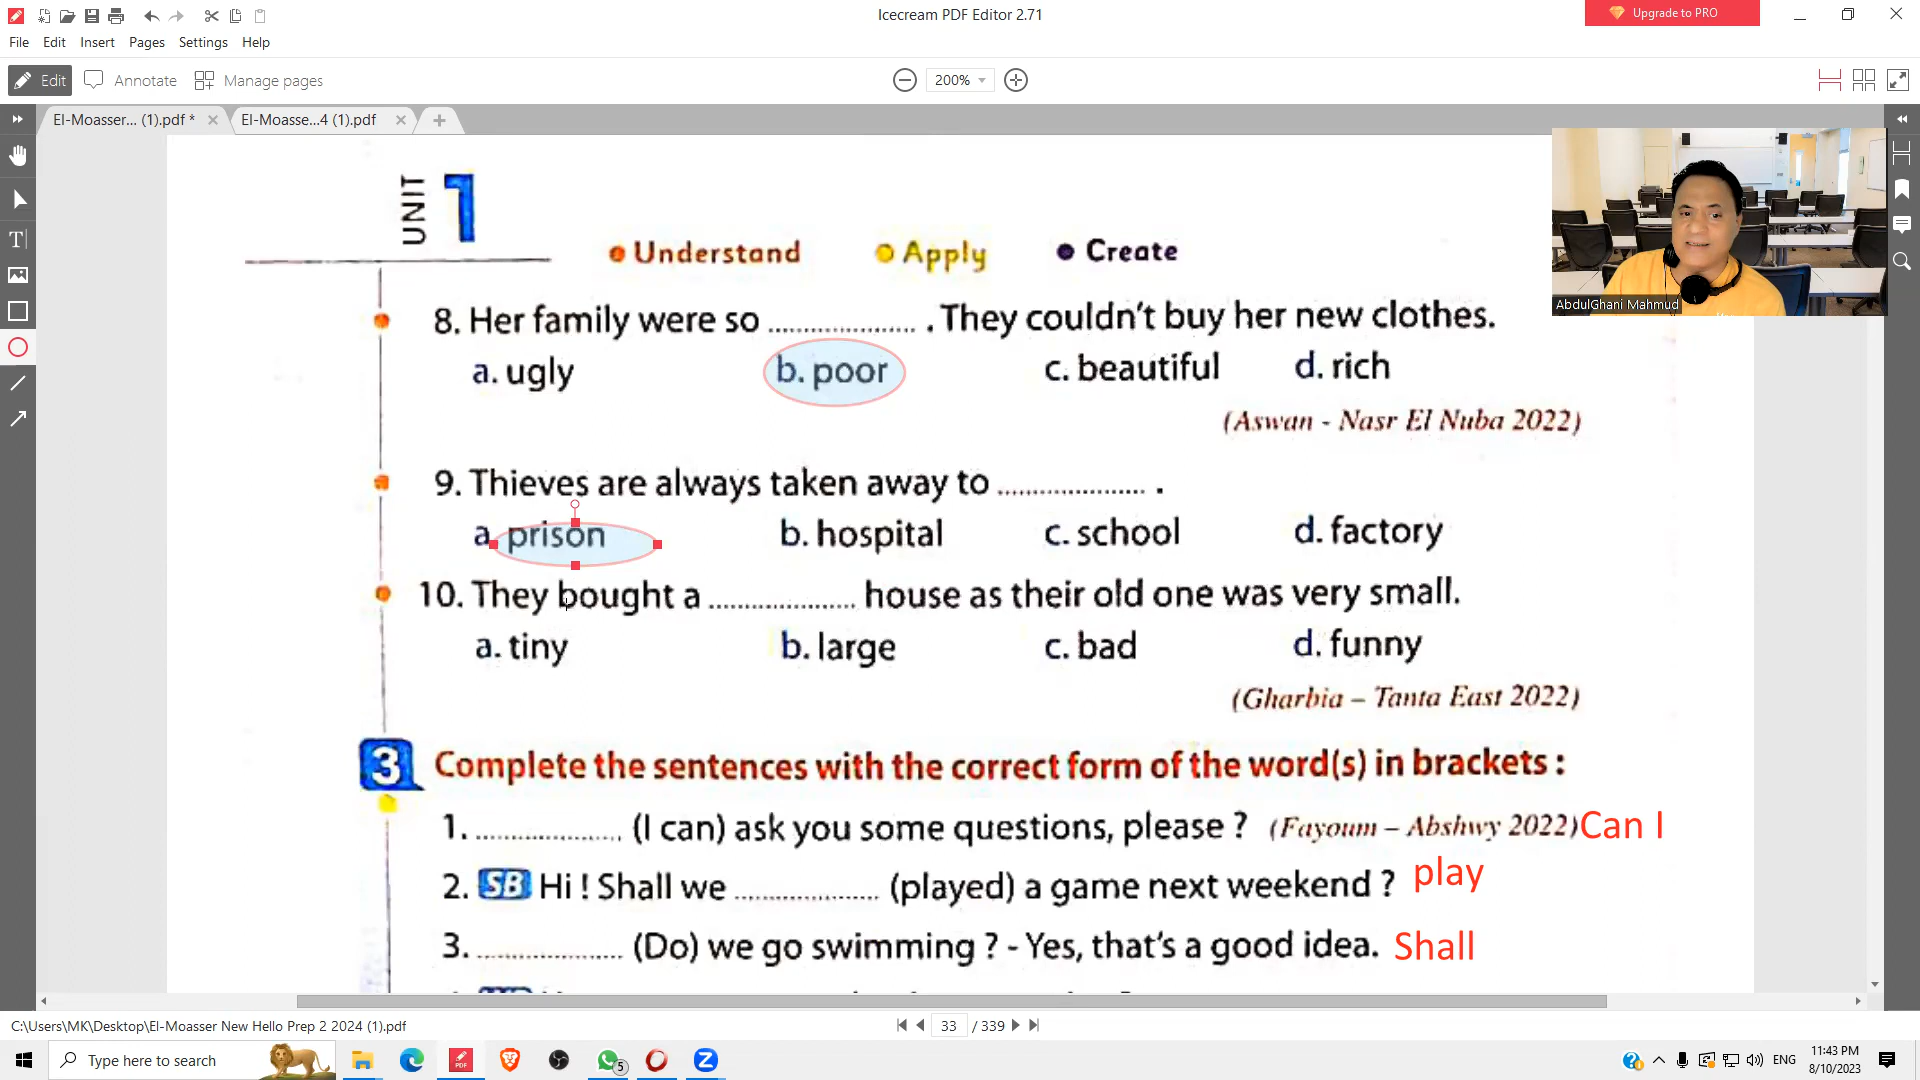 Icecream PDF Editor 2.71
Upgrade to PRO
File Edit Insert Pages Settings Help
Edit Annotate Manage pages
200%
El-Moasser... (1).pdf *
El-Moasse...4 (1).pdf
UNIT 1
Understand Apply Create
AbdulGhani Mahmud
8. Her family were so .................... . They couldn't buy her new clothes.
a. ugly b. poor c. beautiful d. rich
(Aswan - Nasr El Nuba 2022)
9. Thieves are always taken away to .................... .
a. prison b. hospital c. school d. factory
10. They bought a .................... house as their old one was very small.
a. tiny b. large c. bad d. funny
(Gharbia – Tanta East 2022)
3 Complete the sentences with the correct form of the word(s) in brackets :
1. .................... (I can) ask you some questions, please ? (Fayoum – Abshwy 2022) Can I
2. SB Hi ! Shall we .................... (played) a game next weekend ? play
3. .................... (Do) we go swimming ? - Yes, that's a good idea. Shall
C:\Users\MK\Desktop\El-Moasser New Hello Prep 2 2024 (1).pdf
33 / 339
Type here to search
PDF
5
ENG
11:43 PM
8/10/2023